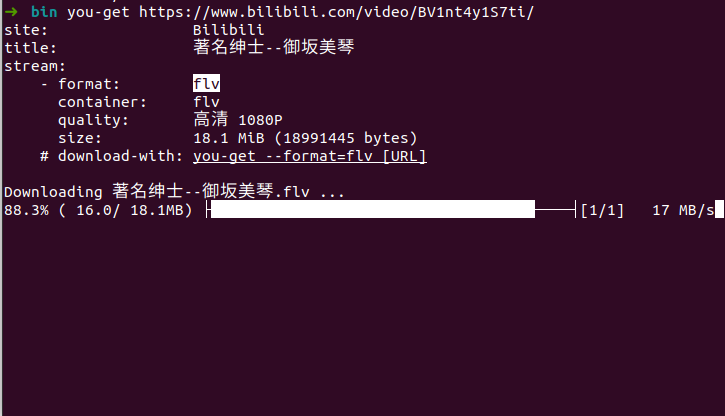 ➜ bin you-get https://www.bilibili.com/video/BV1nt4y1S7ti/
site: Bilibili
title: 著名绅士--御坂美琴
stream:
- format: flv
container: flv
quality: 高清 1080P
size: 18.1 MiB (18991445 bytes)
# download-with: you-get --format=flv [URL]
Downloading 著名绅士--御坂美琴.flv ...
88.3% ( 16.0/ 18.1MB) [1/1] 17 MB/s